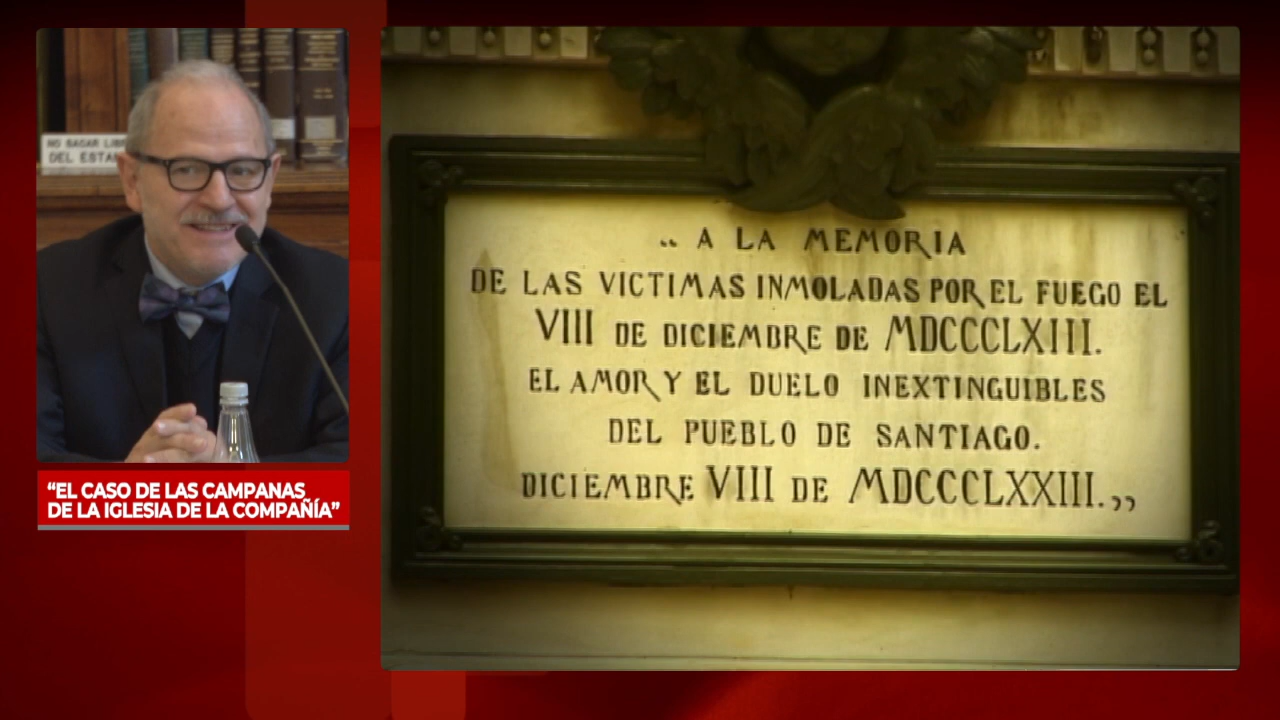 NO SACAR LIB
DEL ESTA
“EL CASO DE LAS CAMPANAS
DE LA IGLESIA DE LA COMPAÑÍA”
“ A LA MEMORIA
DE LAS VICTIMAS INMOLADAS POR EL FUEGO EL
VIII DE DICIEMBRE DE MDCCCLXIII.
EL AMOR Y EL DUELO INEXTINGUIBLES
DEL PUEBLO DE SANTIAGO.
DICIEMBRE VIII DE MDCCCLXXIII.„